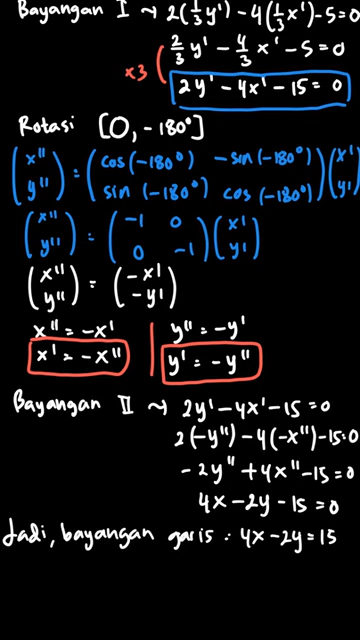 Bayangan I ~> 2(1/3 y') - 4(1/3 x') - 5 = 0
x3 ( 2/3 y' - 4/3 x' - 5 = 0
2y' - 4x' - 15 = 0
Rotasi [O, -180°]
(x'' y'') = (cos(-180°) -sin(-180°) sin(-180°) cos(-180°)) (x' y')
(x'' y'') = (-1 0 0 -1) (x' y')
(x'' y'') = (-x' -y')
x'' = -x' | y'' = -y'
x' = -x'' | y' = -y''
Bayangan II ~> 2y' - 4x' - 15 = 0
2(-y'') - 4(-x'') - 15 = 0
-2y'' + 4x'' - 15 = 0
4x - 2y - 15 = 0
Jadi, bayangan garis : 4x - 2y = 15